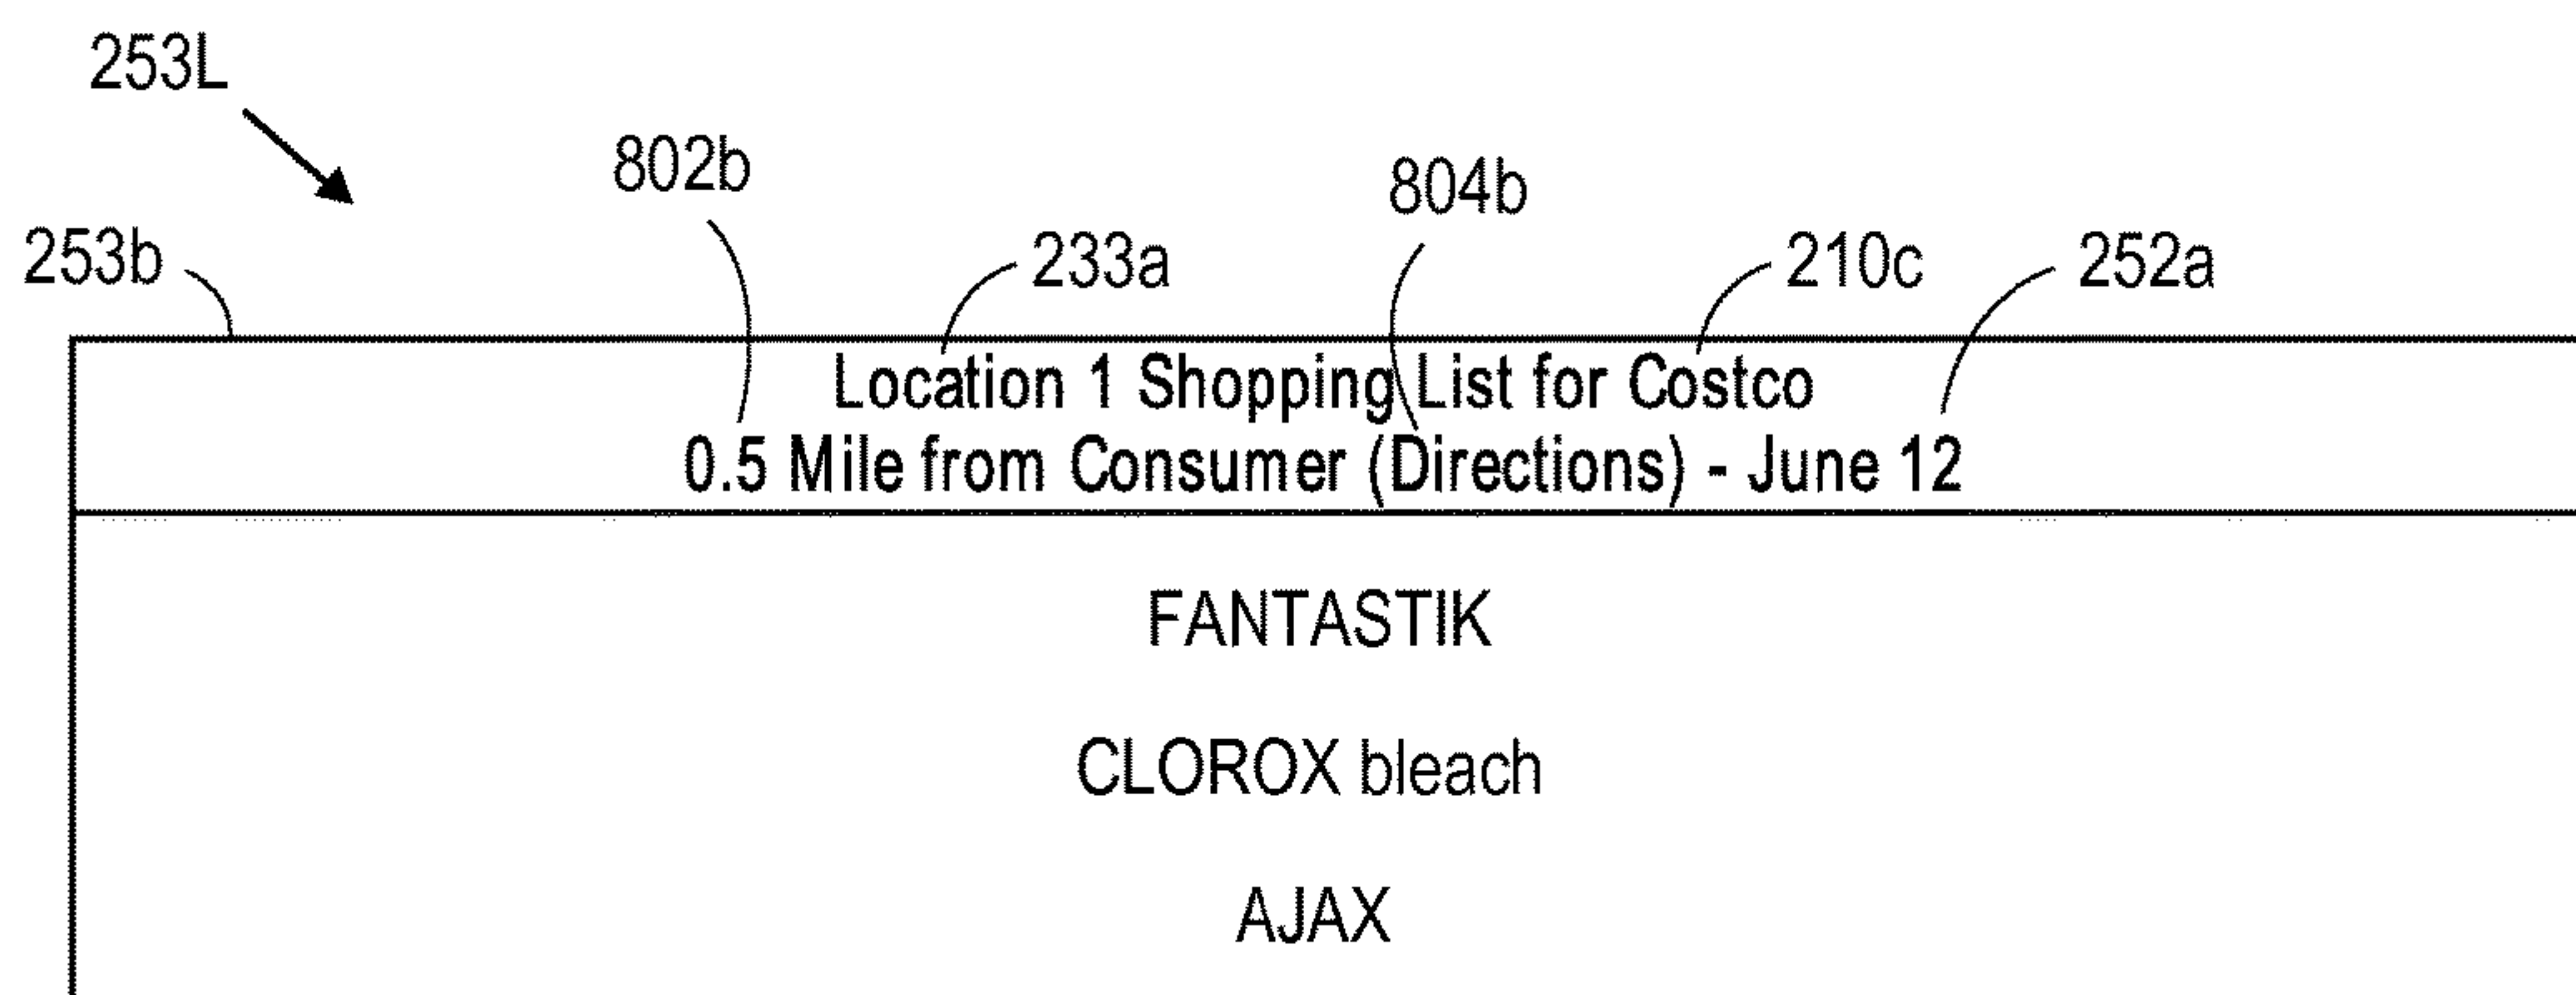 253L
802b
804b
253b
233a
210c
252a
Location 1 Shopping List for Costco
0.5 Mile from Consumer (Directions) - June 12
FANTASTIK
CLOROX bleach
AJAX